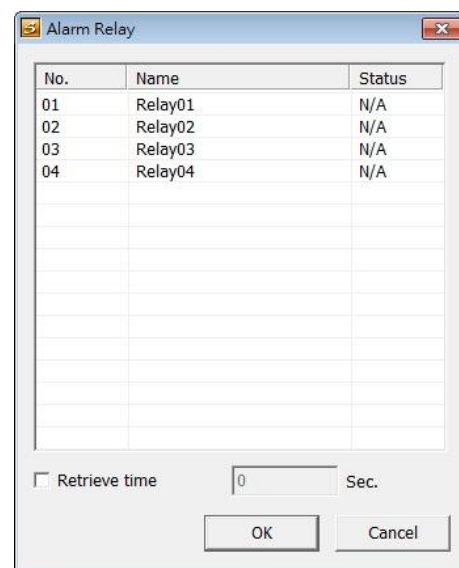 Alarm Relay
No. Name Status
01 Relay01 N/A
02 Relay02 N/A
03 Relay03 N/A
04 Relay04 N/A
Retrieve time 0 Sec.
OK Cancel